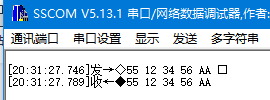 SSCOM V5.13.1 串口/网络数据调试器,作者:
通讯端口 串口设置 显示 发送 多字符串
[20:31:27.746]发→◇55 12 34 56 AA □
[20:31:27.789]收←◆55 12 34 56 AA